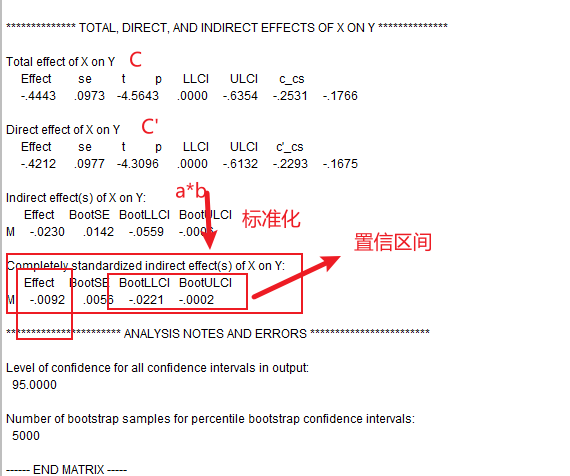 ************** TOTAL, DIRECT, AND INDIRECT EFFECTS OF X ON Y **************
Total effect of X on Y C
Effect se t p LLCI ULCI c_cs
-.4443 .0973 -4.5643 .0000 -.6354 -.2531 -.1766
Direct effect of X on Y C'
Effect se t p LLCI ULCI c'_cs
-.4212 .0977 -4.3096 .0000 -.6132 -.2293 -.1675
Indirect effect(s) of X on Y: a*b
Effect BootSE BootLLCI BootULCI
M -.0230 .0142 -.0559
标准化
置信区间
Completely standardized indirect effect(s) of X on Y:
Effect BootSE BootLLCI BootULCI
M -.0092 .0056 -.0221 -.0002
*********************** ANALYSIS NOTES AND ERRORS ************************
Level of confidence for all confidence intervals in output:
95.0000
Number of bootstrap samples for percentile bootstrap confidence intervals:
5000
------ END MATRIX -----